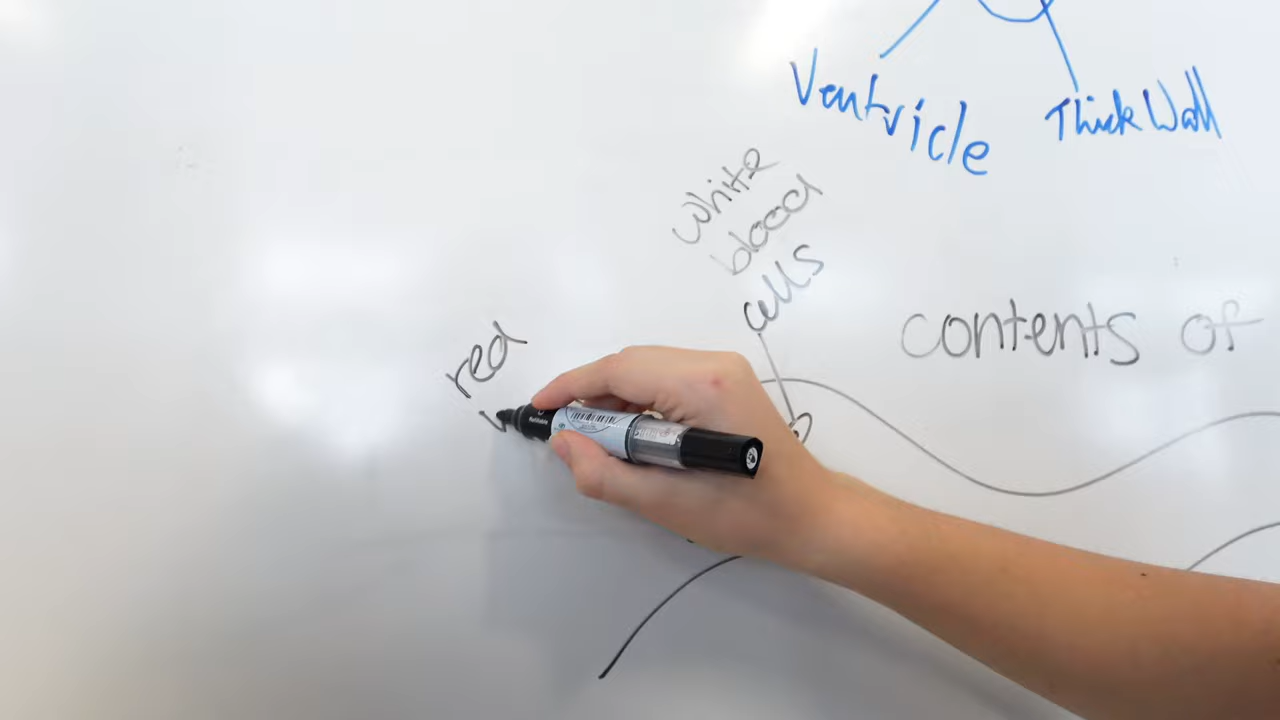 Ventricle
Thick Wall
white
blood
cells
contents of
red